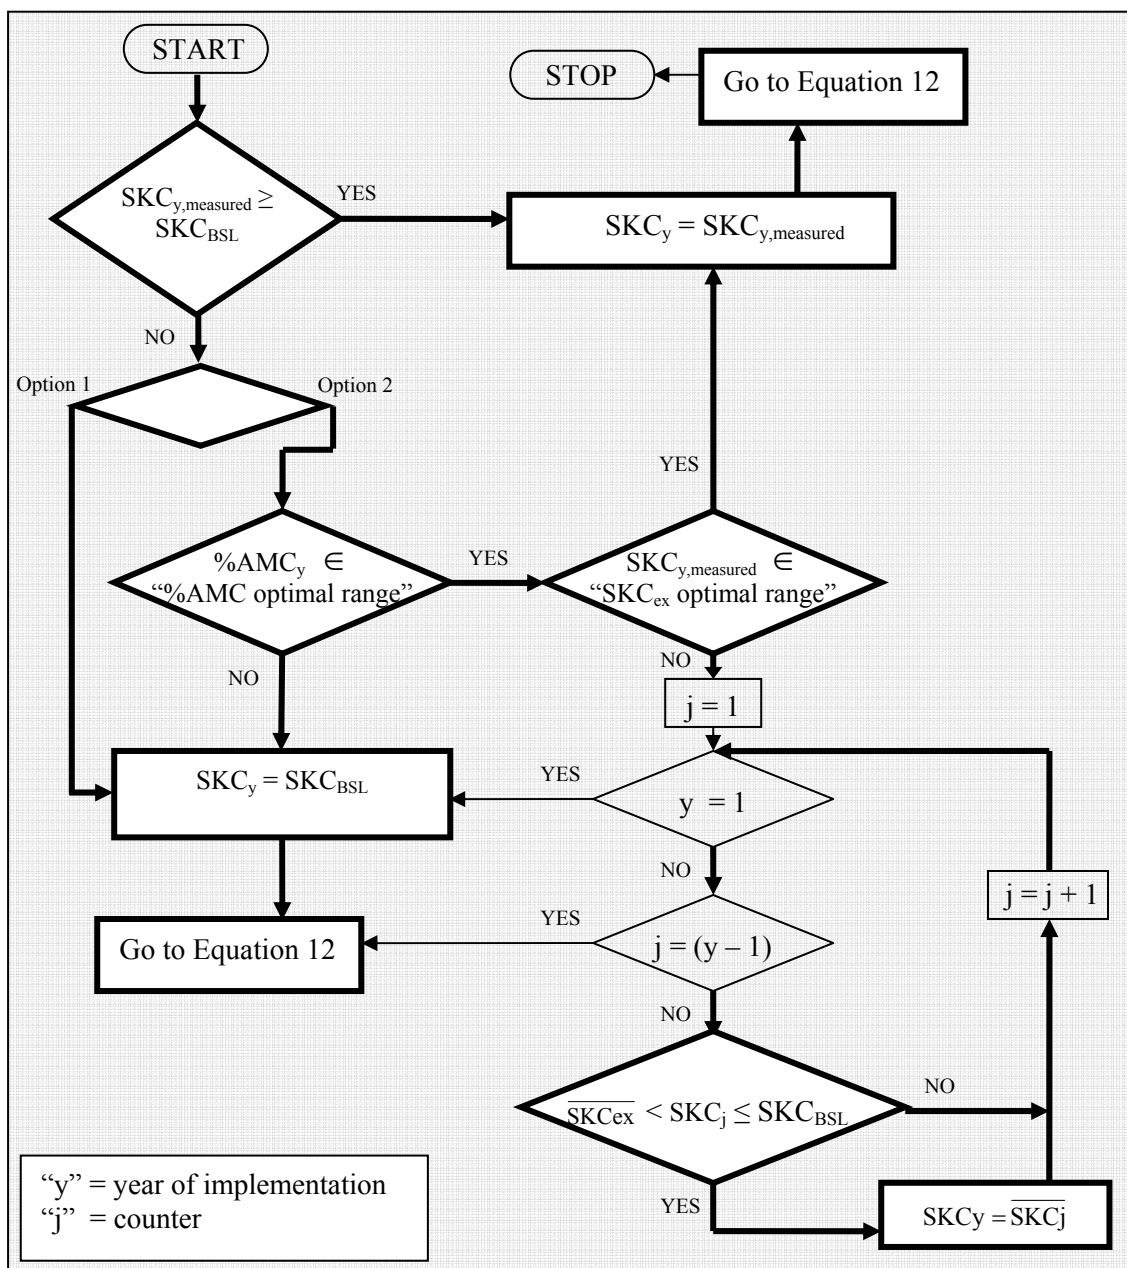 START
STOP
Go to Equation 12
SKCy,measured ≥
SKCBSL
YES
SKCy = SKCy,measured
NO
Option 1
Option 2
YES
%AMCy ∈
“%AMC optimal range”
YES
SKCy,measured ∈
“SKCex optimal range”
NO
NO
j = 1
SKCy = SKCBSL
YES
y = 1
NO
j = j + 1
YES
Go to Equation 12
j = (y – 1)
NO
NO
S̅K̅C̅e̅x̅ < SKCj ≤ SKCBSL
“y” = year of implementation
“j” = counter
YES
SKCy = S̅K̅C̅j̅